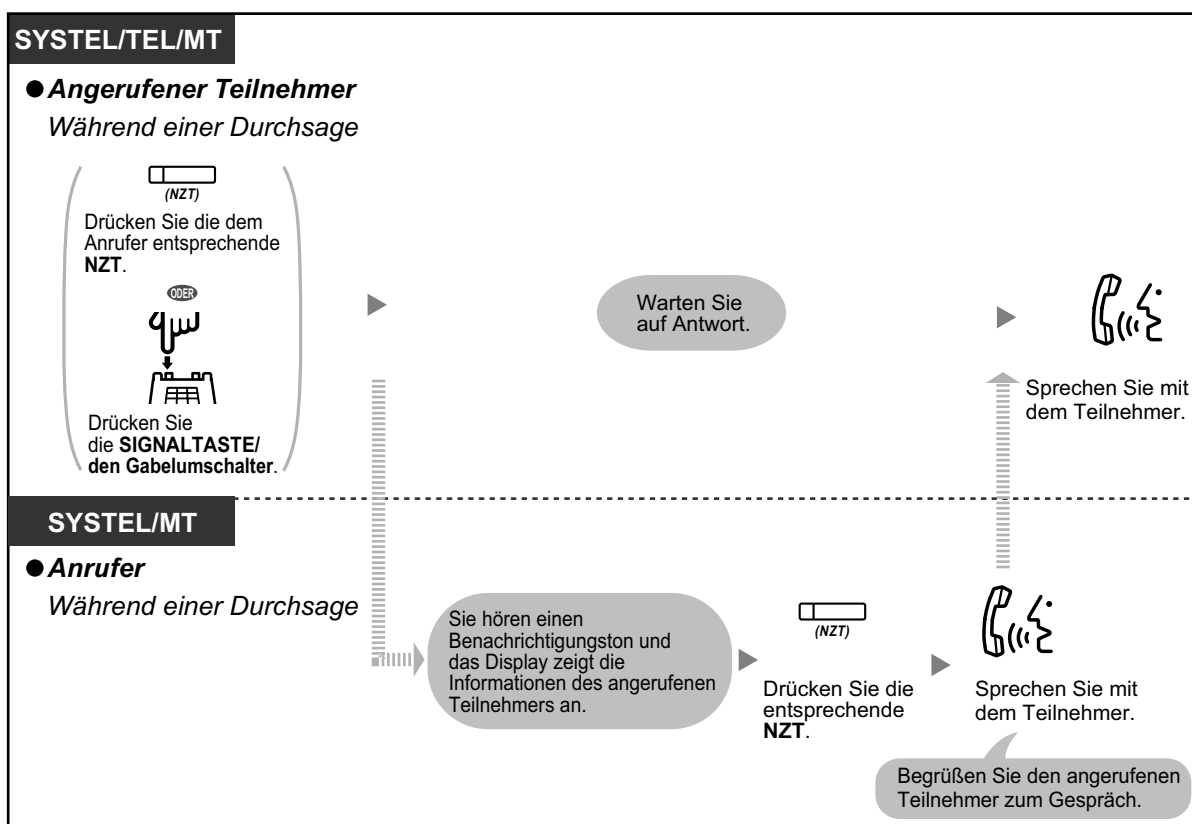 SYSTEL/TEL/MT
Angerufener Teilnehmer
Während einer Durchsage
(NZT)
Drücken Sie die dem
Anrufer entsprechende
NZT.
ODER
Drücken Sie
die SIGNALTASTE/
den Gabelumschalter.
Warten Sie
auf Antwort.
Sprechen Sie mit
dem Teilnehmer.
SYSTEL/MT
Anrufer
Während einer Durchsage
Sie hören einen
Benachrichtigungston und
das Display zeigt die
Informationen des angerufenen
Teilnehmers an.
(NZT)
Drücken Sie die
entsprechende
NZT.
Sprechen Sie mit
dem Teilnehmer.
Begrüßen Sie den angerufenen
Teilnehmer zum Gespräch.